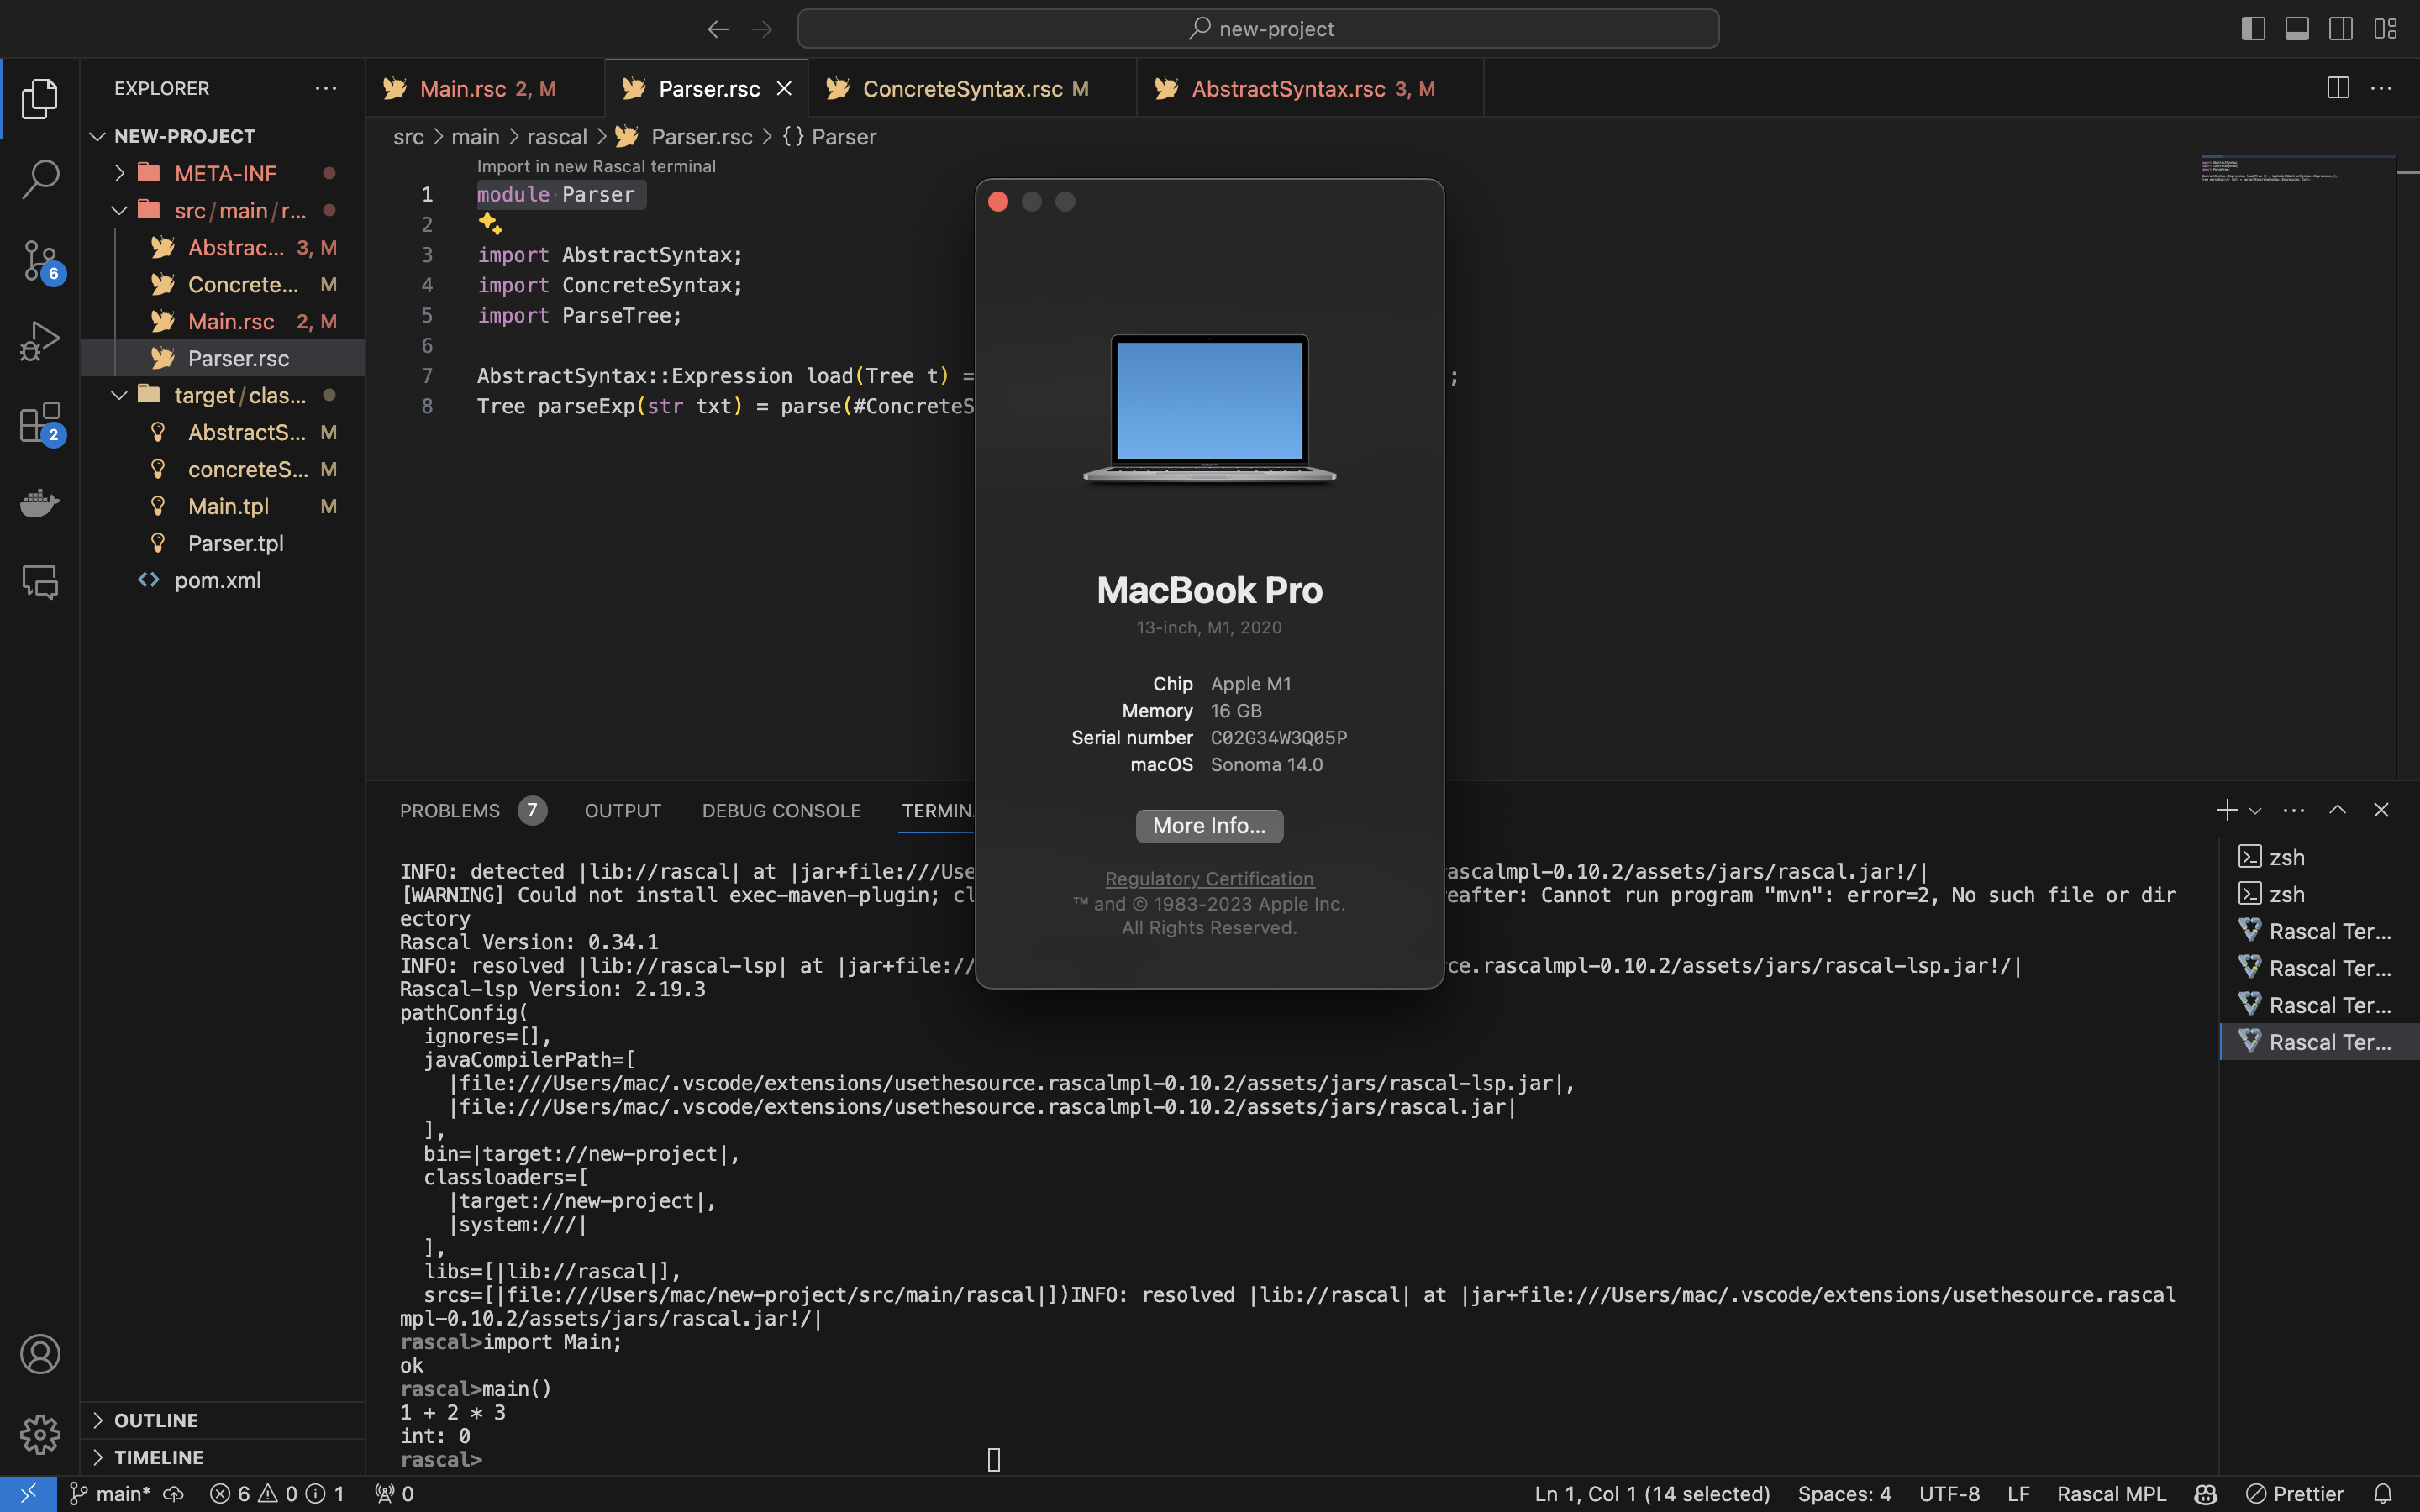 new-project
EXPLORER
NEW-PROJECT
META-INF
src/main/r...
Abstrac... 3, M
Concrete... M
Main.rsc 2, M
Parser.rsc
target/clas...
AbstractS... M
concreteS... M
Main.tpl M
Parser.tpl
pom.xml
OUTLINE
TIMELINE
6
2
Main.rsc 2, M
Parser.rsc
ConcreteSyntax.rsc M
AbstractSyntax.rsc 3, M
src > main > rascal > Parser.rsc > {} Parser
Import in new Rascal terminal
1 module Parser
2
3 import AbstractSyntax;
4 import ConcreteSyntax;
5 import ParseTree;
6
7 AbstractSyntax::Expression load(Tree t) = ;
8 Tree parseExp(str txt) = parse(#ConcreteS
MacBook Pro
13-inch, M1, 2020
Chip Apple M1
Memory 16 GB
Serial number C02G34W3Q05P
macOS Sonoma 14.0
More Info...
Regulatory Certification
™ and © 1983-2023 Apple Inc.
All Rights Reserved.
PROBLEMS 7 OUTPUT DEBUG CONSOLE TERMIN
INFO: detected |lib://rascal| at |jar+file:///Use ascalmpl-0.10.2/assets/jars/rascal.jar!/|
[WARNING] Could not install exec-maven-plugin; cl eafter: Cannot run program "mvn": error=2, No such file or dir
ectory
Rascal Version: 0.34.1
INFO: resolved |lib://rascal-lsp| at |jar+file:// ce.rascalmpl-0.10.2/assets/jars/rascal-lsp.jar!/|
Rascal-lsp Version: 2.19.3
pathConfig(
ignores=[],
javaCompilerPath=[
|file:///Users/mac/.vscode/extensions/usethesource.rascalmpl-0.10.2/assets/jars/rascal-lsp.jar|,
|file:///Users/mac/.vscode/extensions/usethesource.rascalmpl-0.10.2/assets/jars/rascal.jar|
],
bin=|target://new-project|,
classloaders=[
|target://new-project|,
|system:///|
],
libs=[|lib://rascal|],
srcs=[|file:///Users/mac/new-project/src/main/rascal|])INFO: resolved |lib://rascal| at |jar+file:///Users/mac/.vscode/extensions/usethesource.rascal
mpl-0.10.2/assets/jars/rascal.jar!/|
rascal>import Main;
ok
rascal>main()
1 + 2 * 3
int: 0
rascal>
zsh
zsh
Rascal Ter...
Rascal Ter...
Rascal Ter...
Rascal Ter...
main* 6 0 1 0
Ln 1, Col 1 (14 selected) Spaces: 4 UTF-8 LF Rascal MPL Prettier